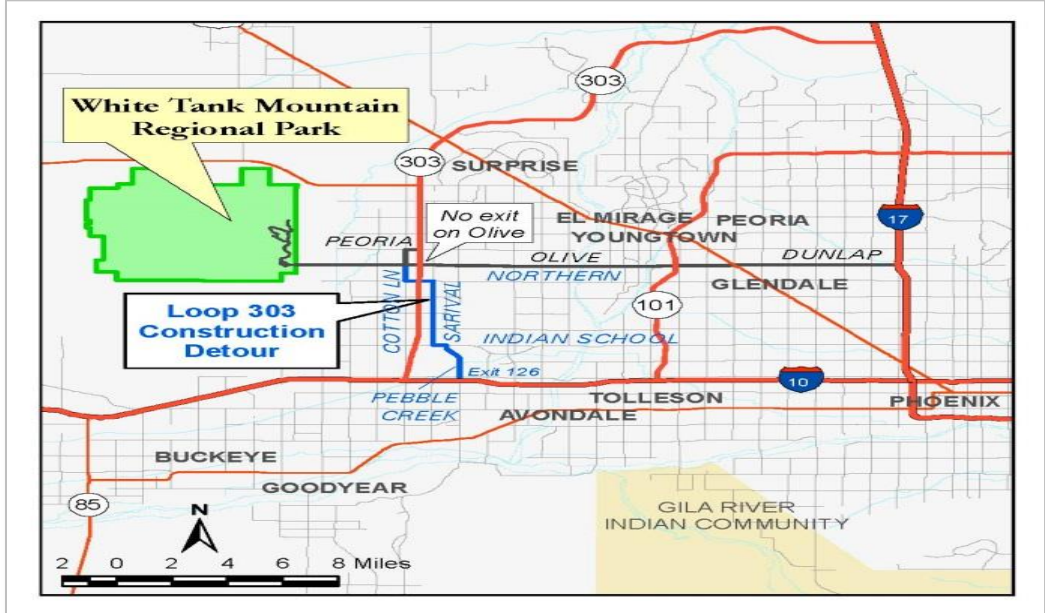 303
White Tank Mountain
Regional Park
303
SURPRISE
No exit
on Olive
EL MIRAGE
PEORIA
17
YOUNGTOWN
PEORIA
OLIVE
DUNLAP
NORTHERN
GLENDALE
Loop 303
Construction
Detour
COTTON LN
SARIVAL
101
INDIAN SCHOOL
Exit 126
10
PEBBLE
CREEK
TOLLESON
AVONDALE
PHOENIX
BUCKEYE
GOODYEAR
85
N
GILA RIVER
INDIAN COMMUNITY
2 0 2 4 6 8 Miles